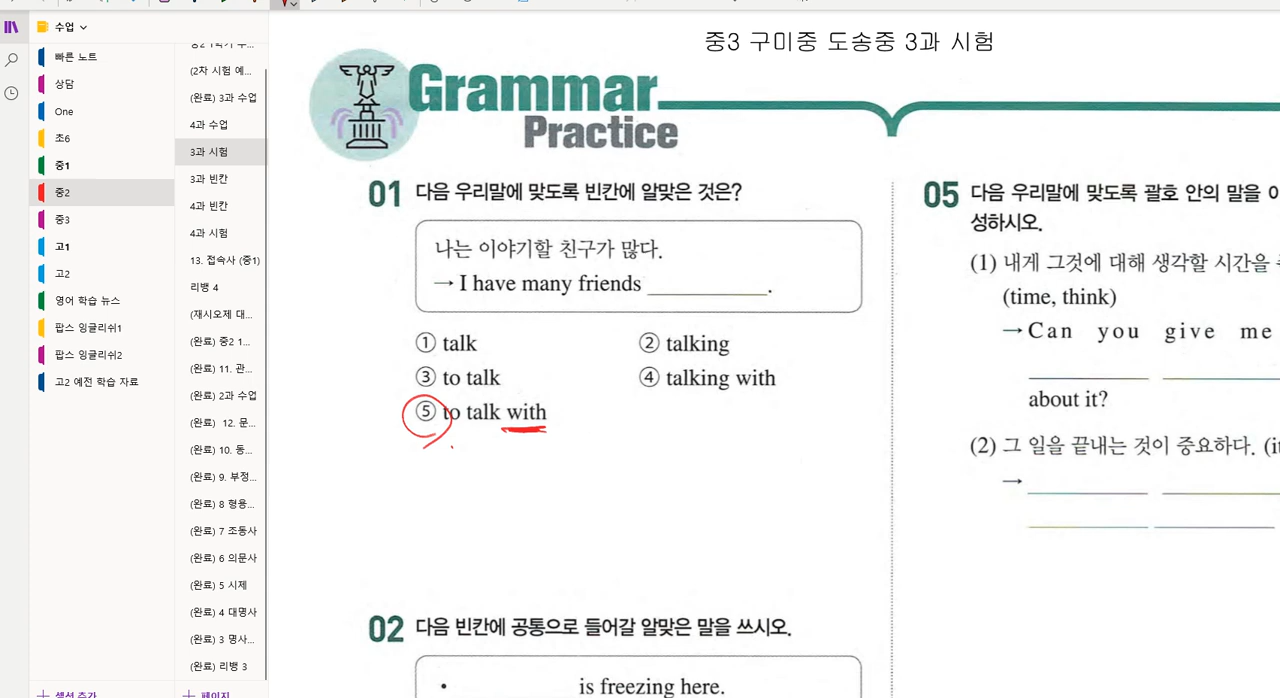 수업
빠른 노트
상담
One
초6
중1
중2
중3
고1
고2
영어 학습 뉴스
팝스 잉글리쉬1
팝스 잉글리쉬2
고2 예전 학습 자료
섹션 추가
(2차 시험 예...
(완료) 3과 수업
4과 수업
3과 시험
3과 빈칸
4과 빈칸
4과 시험
13. 접속사 (중1)
리뱅 4
(재시오제 대...
(완료) 중2 1...
(완료) 11. 관...
(완료) 2과 수업
(완료) 12. 문...
(완료) 10. 동...
(완료) 9. 부정...
(완료) 8 형용...
(완료) 7 조동사
(완료) 6 의문사
(완료) 5 시제
(완료) 4 대명사
(완료) 3 명사...
(완료) 리뱅 3
페이지
중3 구미중 도송중 3과 시험
Grammar
Practice
01 다음 우리말에 맞도록 빈칸에 알맞은 것은?
나는 이야기할 친구가 많다.
→ I have many friends ___________.
① talk ② talking
③ to talk ④ talking with
⑤ to talk with
02 다음 빈칸에 공통으로 들어갈 알맞은 말을 쓰시오.
• ___________ is freezing here.
05 다음 우리말에 맞도록 괄호 안의 말을
성하시오.
(1) 내게 그것에 대해 생각할 시간을
(time, think)
→ Can you give me
about it?
(2) 그 일을 끝내는 것이 중요하다.
→